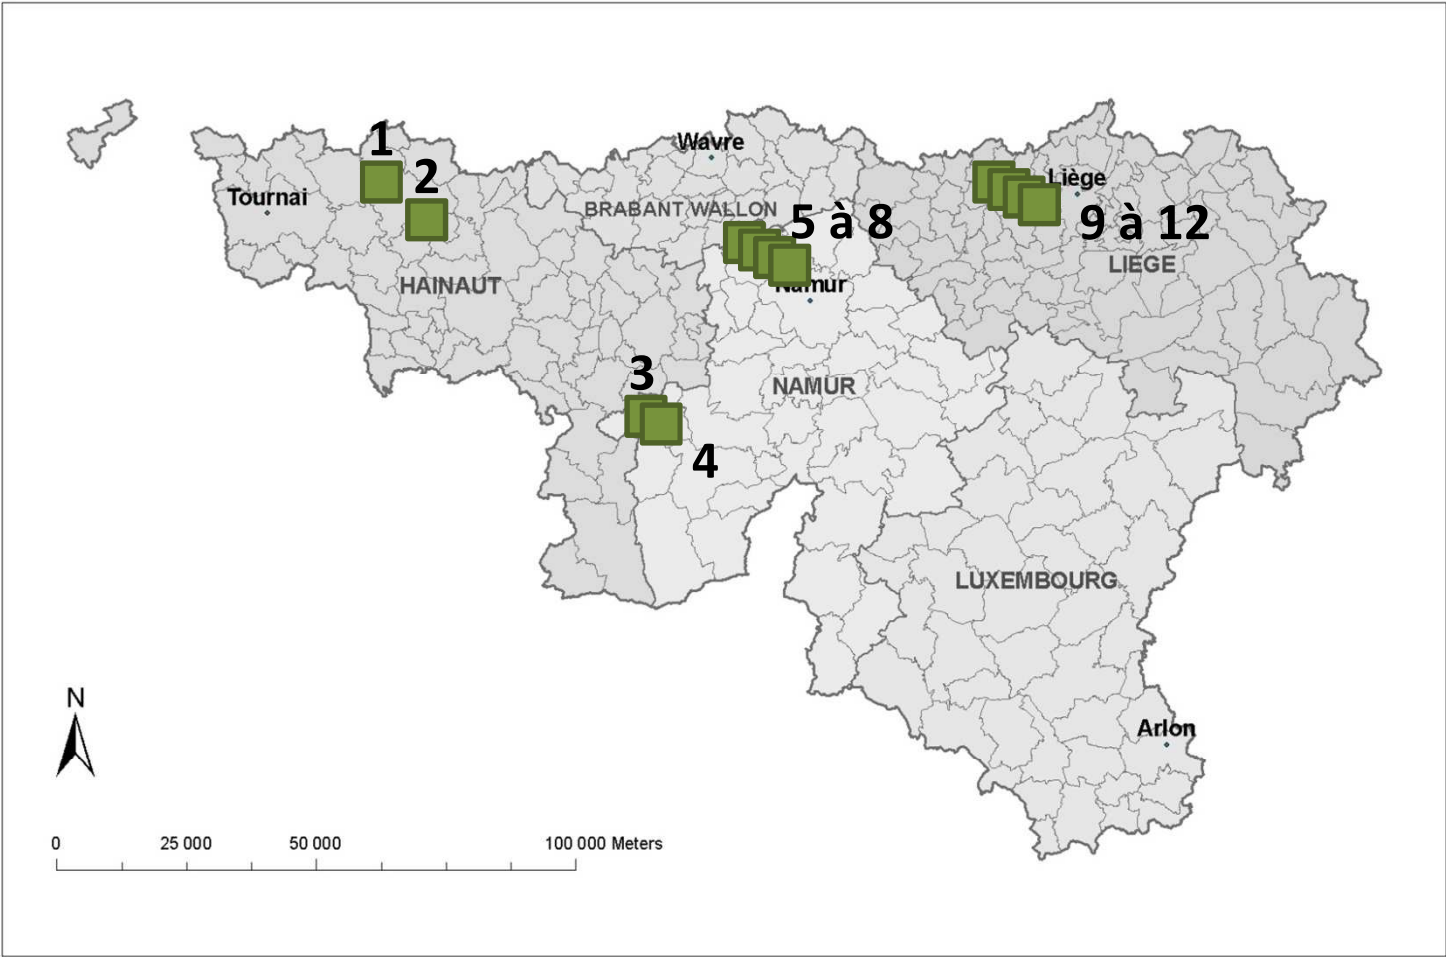 1
Wavre
2
Liège
Tournai
BRABANT WALLON
5 à 8
9 à 12
LIEGE
HAINAUT
Namur
3
NAMUR
4
LUXEMBOURG
N
Arlon
0 25 000 50 000 100 000 Meters